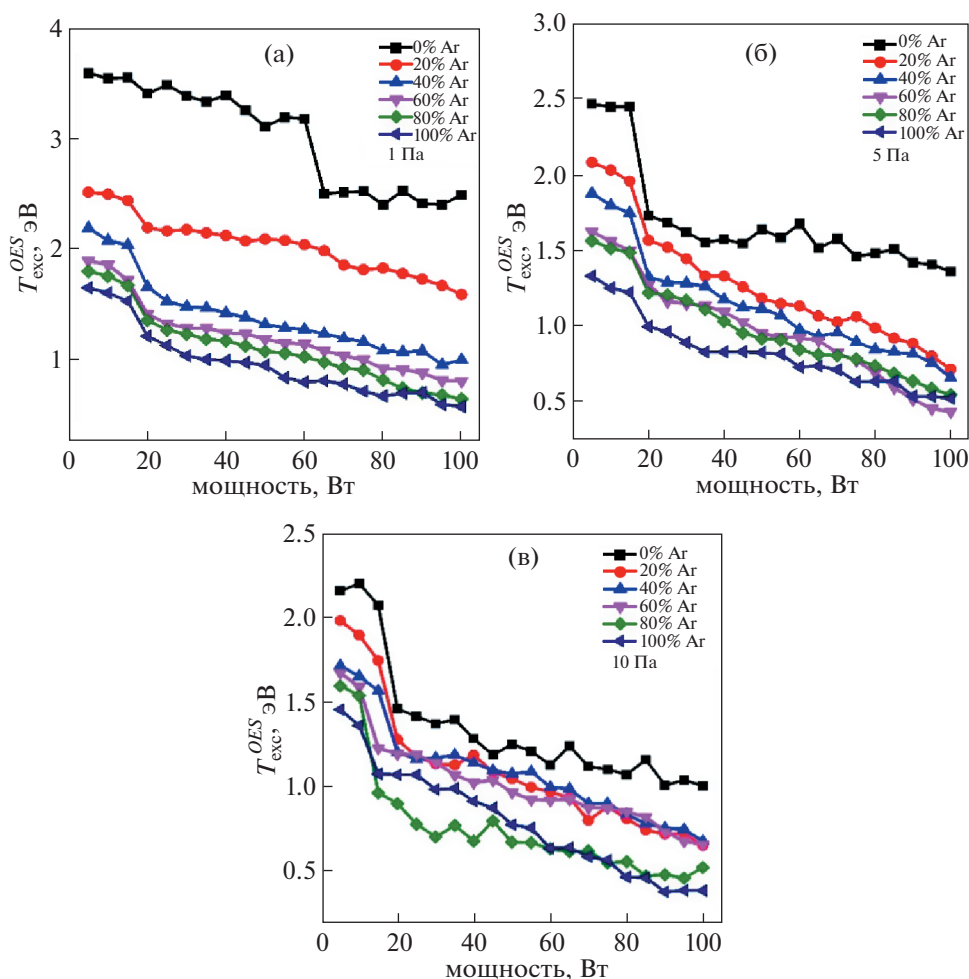 4
(а)
0% Ar
20% Ar
40% Ar
60% Ar
80% Ar
100% Ar
1 Па
3
2
1
T_exc^OES, эВ
0 20 40 60 80 100
мощность, Вт
3.0
(б)
0% Ar
20% Ar
40% Ar
60% Ar
80% Ar
100% Ar
5 Па
2.5
2.0
1.5
1.0
0.5
T_exc^OES, эВ
0 20 40 60 80 100
мощность, Вт
2.5
(в)
0% Ar
20% Ar
40% Ar
60% Ar
80% Ar
100% Ar
10 Па
2.0
1.5
1.0
0.5
T_exc^OES, эВ
0 20 40 60 80 100
мощность, Вт